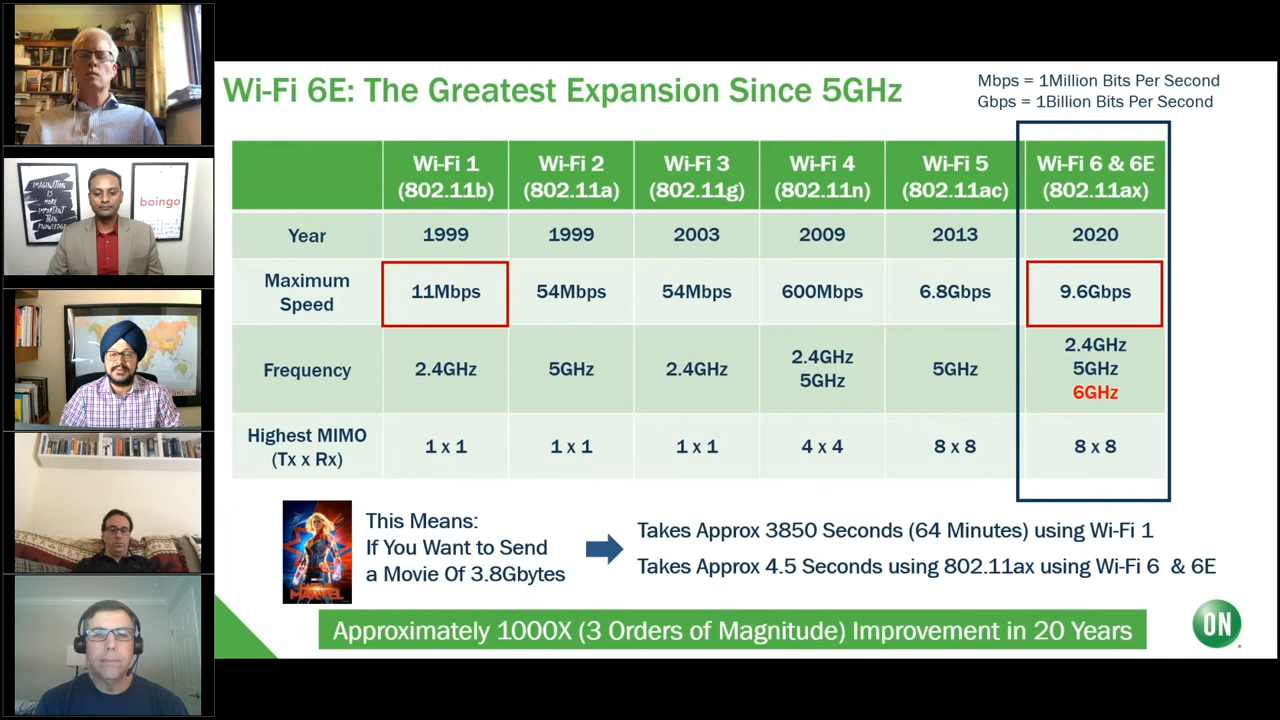 Wi-Fi 6E: The Greatest Expansion Since 5GHz
Mbps = 1Million Bits Per Second
Gbps = 1Billion Bits Per Second
Wi-Fi 1 Wi-Fi 2 Wi-Fi 3 Wi-Fi 4 Wi-Fi 5 Wi-Fi 6 & 6E
(802.11b) (802.11a) (802.11g) (802.11n) (802.11ac) (802.11ax)
Year 1999 1999 2003 2009 2013 2020
Maximum
Speed
11Mbps 54Mbps 54Mbps 600Mbps 6.8Gbps 9.6Gbps
Frequency
2.4GHz
5GHz
2.4GHz
2.4GHz
5GHz
5GHz
2.4GHz
5GHz
6GHz
Highest MIMO
(Tx x Rx)
1 x 1 1 x 1 1 x 1 4 x 4 8 x 8 8 x 8
This Means:
If You Want to Send
a Movie Of 3.8Gbytes
Takes Approx 3850 Seconds (64 Minutes) using Wi-Fi 1
Takes Approx 4.5 Seconds using 802.11ax using Wi-Fi 6 & 6E
MARVEL
Approximately 1000X (3 Orders of Magnitude) Improvement in 20 Years
ON
IMAGINATION
IS
MORE
IMPORTANT
THAN
KNOWLEDGE
boingo